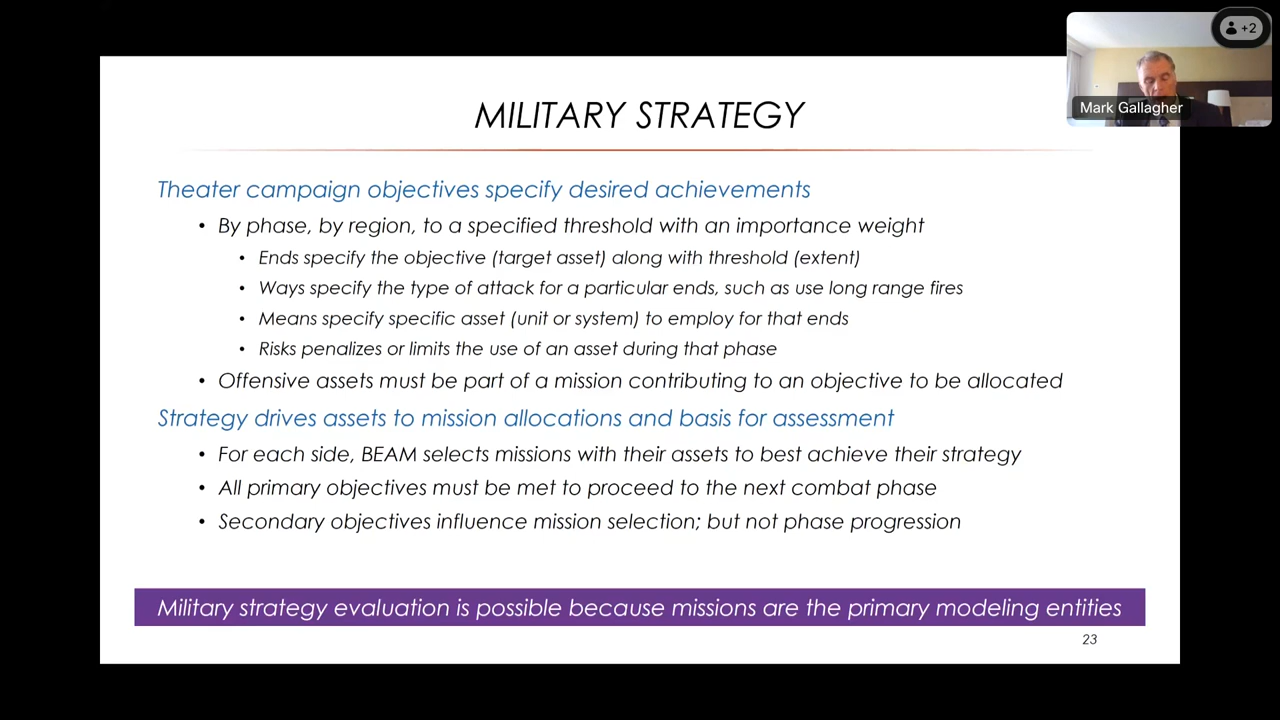 +2
Mark Gallagher
MILITARY STRATEGY
Theater campaign objectives specify desired achievements
• By phase, by region, to a specified threshold with an importance weight
• Ends specify the objective (target asset) along with threshold (extent)
• Ways specify the type of attack for a particular ends, such as use long range fires
• Means specify specific asset (unit or system) to employ for that ends
• Risks penalizes or limits the use of an asset during that phase
• Offensive assets must be part of a mission contributing to an objective to be allocated
Strategy drives assets to mission allocations and basis for assessment
• For each side, BEAM selects missions with their assets to best achieve their strategy
• All primary objectives must be met to proceed to the next combat phase
• Secondary objectives influence mission selection; but not phase progression
Military strategy evaluation is possible because missions are the primary modeling entities
23